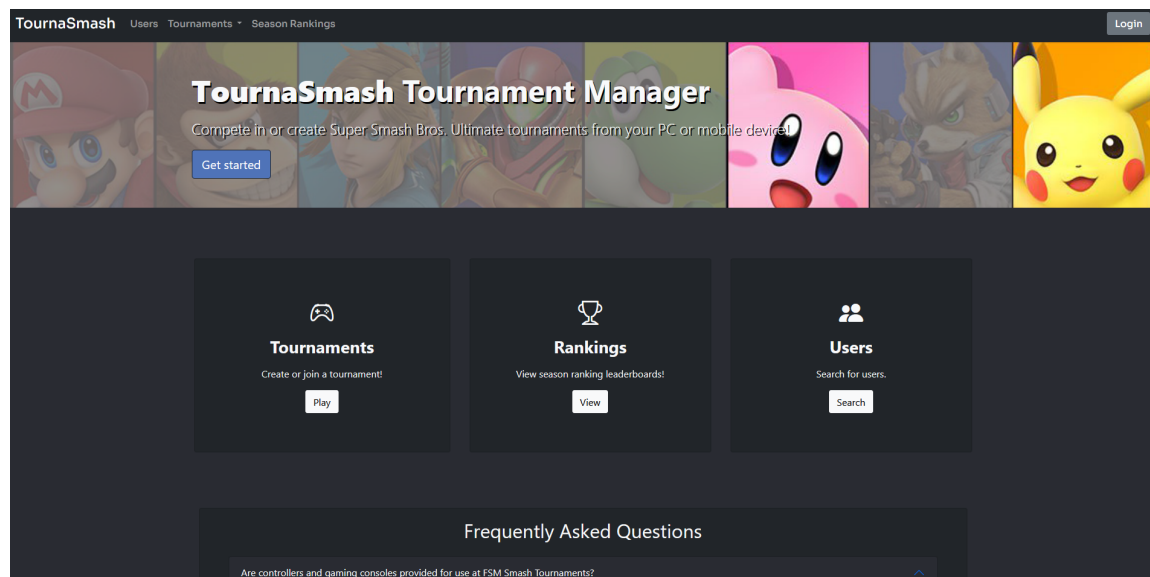 TournaSmash Users Tournaments Season Rankings Login
TournaSmash Tournament Manager
Compete in or create Super Smash Bros. Ultimate tournaments from your PC or mobile device!
Get started
Tournaments
Create or join a tournament!
Play
Rankings
View season ranking leaderboards!
View
Users
Search for users.
Search
Frequently Asked Questions
Are controllers and gaming consoles provided for use at FSM Smash Tournaments?